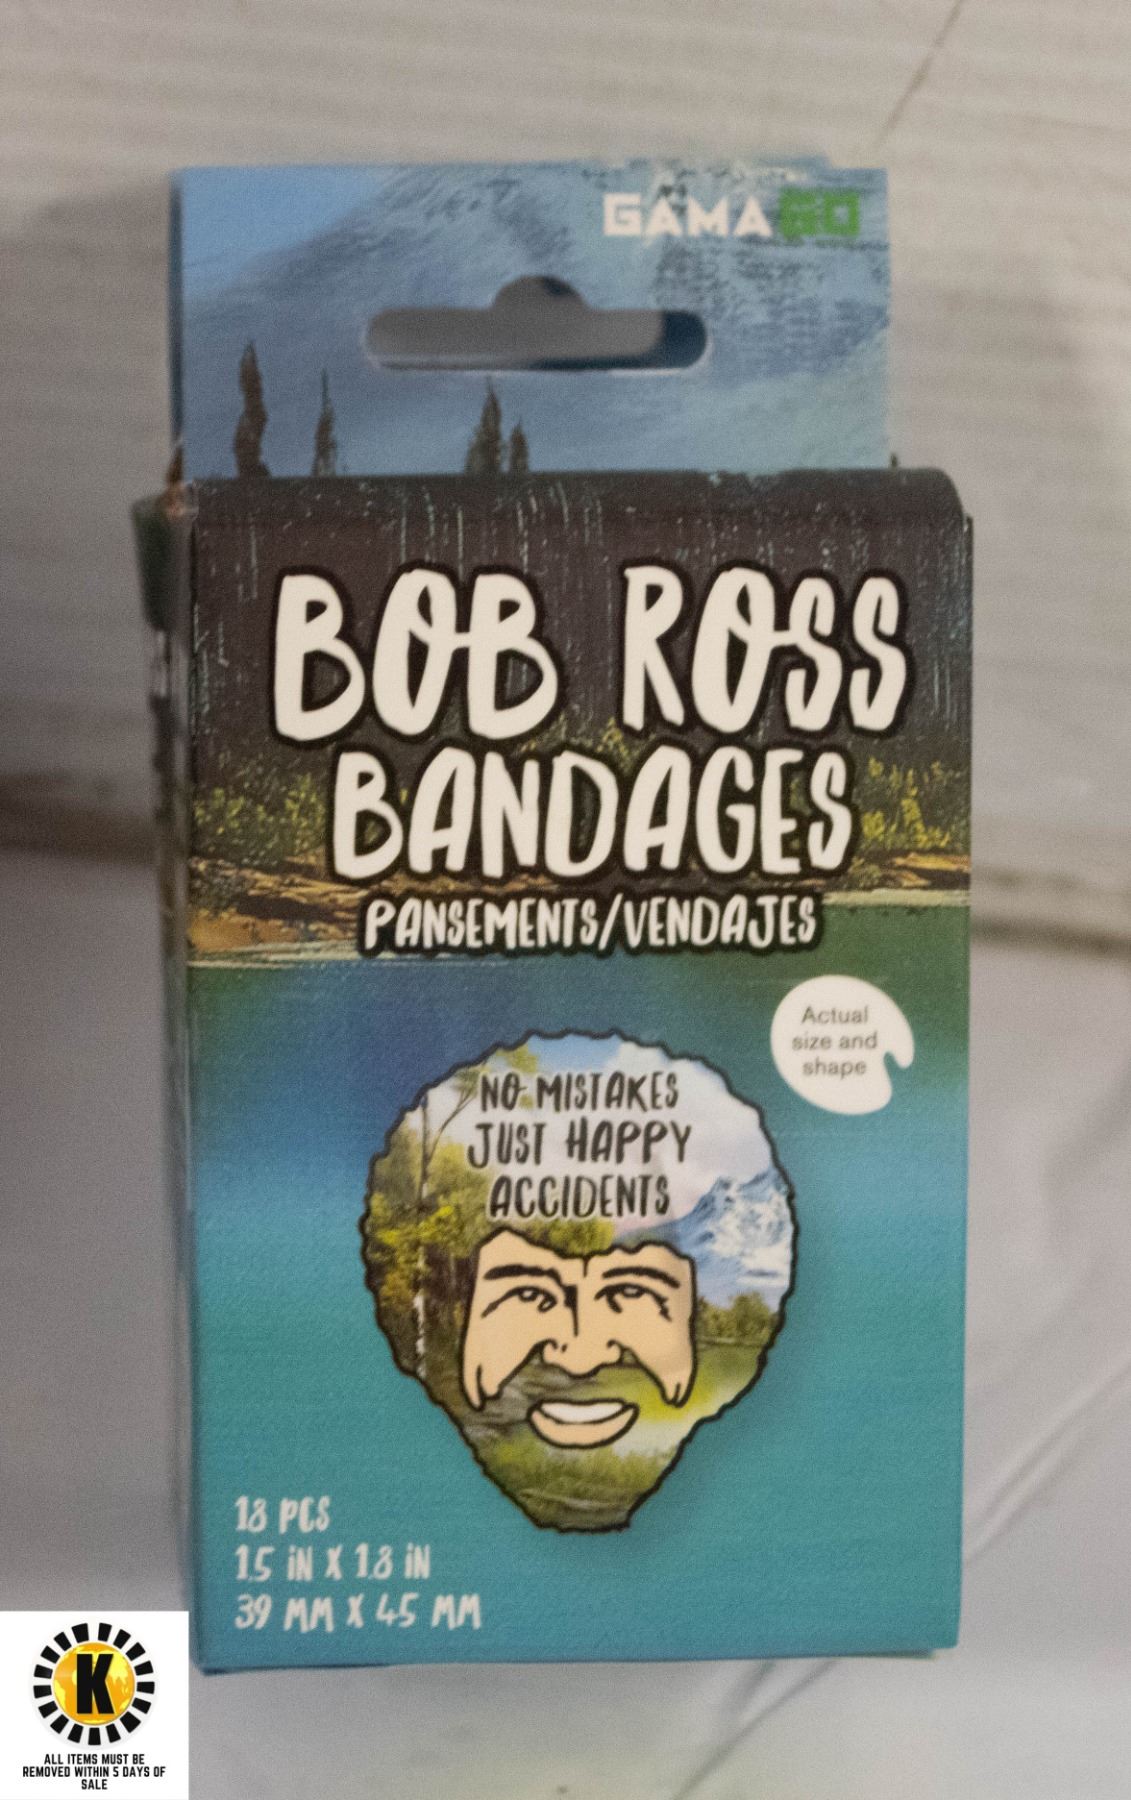 GAMAGO
BOB ROSS
BANDAGES
PANSEMENTS/VENDAJES
Actual
size and
shape
NO MISTAKES
JUST HAPPY
ACCIDENTS
18 PCS
1.5 iN X 1.8 iN
39 MM X 45 MM
K
ALL ITEMS MUST BE
REMOVED WITHIN 5 DAYS OF
SALE